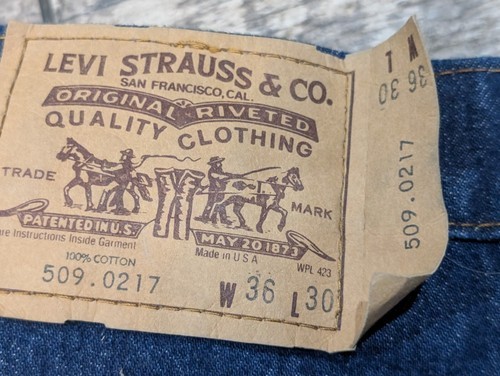 LEVI STRAUSS & CO.
SAN FRANCISCO, CAL.
ORIGINAL RIVETED
QUALITY CLOTHING
TRADE MARK
PATENTED IN U.S. MAY 20 1873
re Instructions Inside Garment Made in U S A WPL 423
100% COTTON
509.0217 W 36 L 30
W L
36 30
509.0217